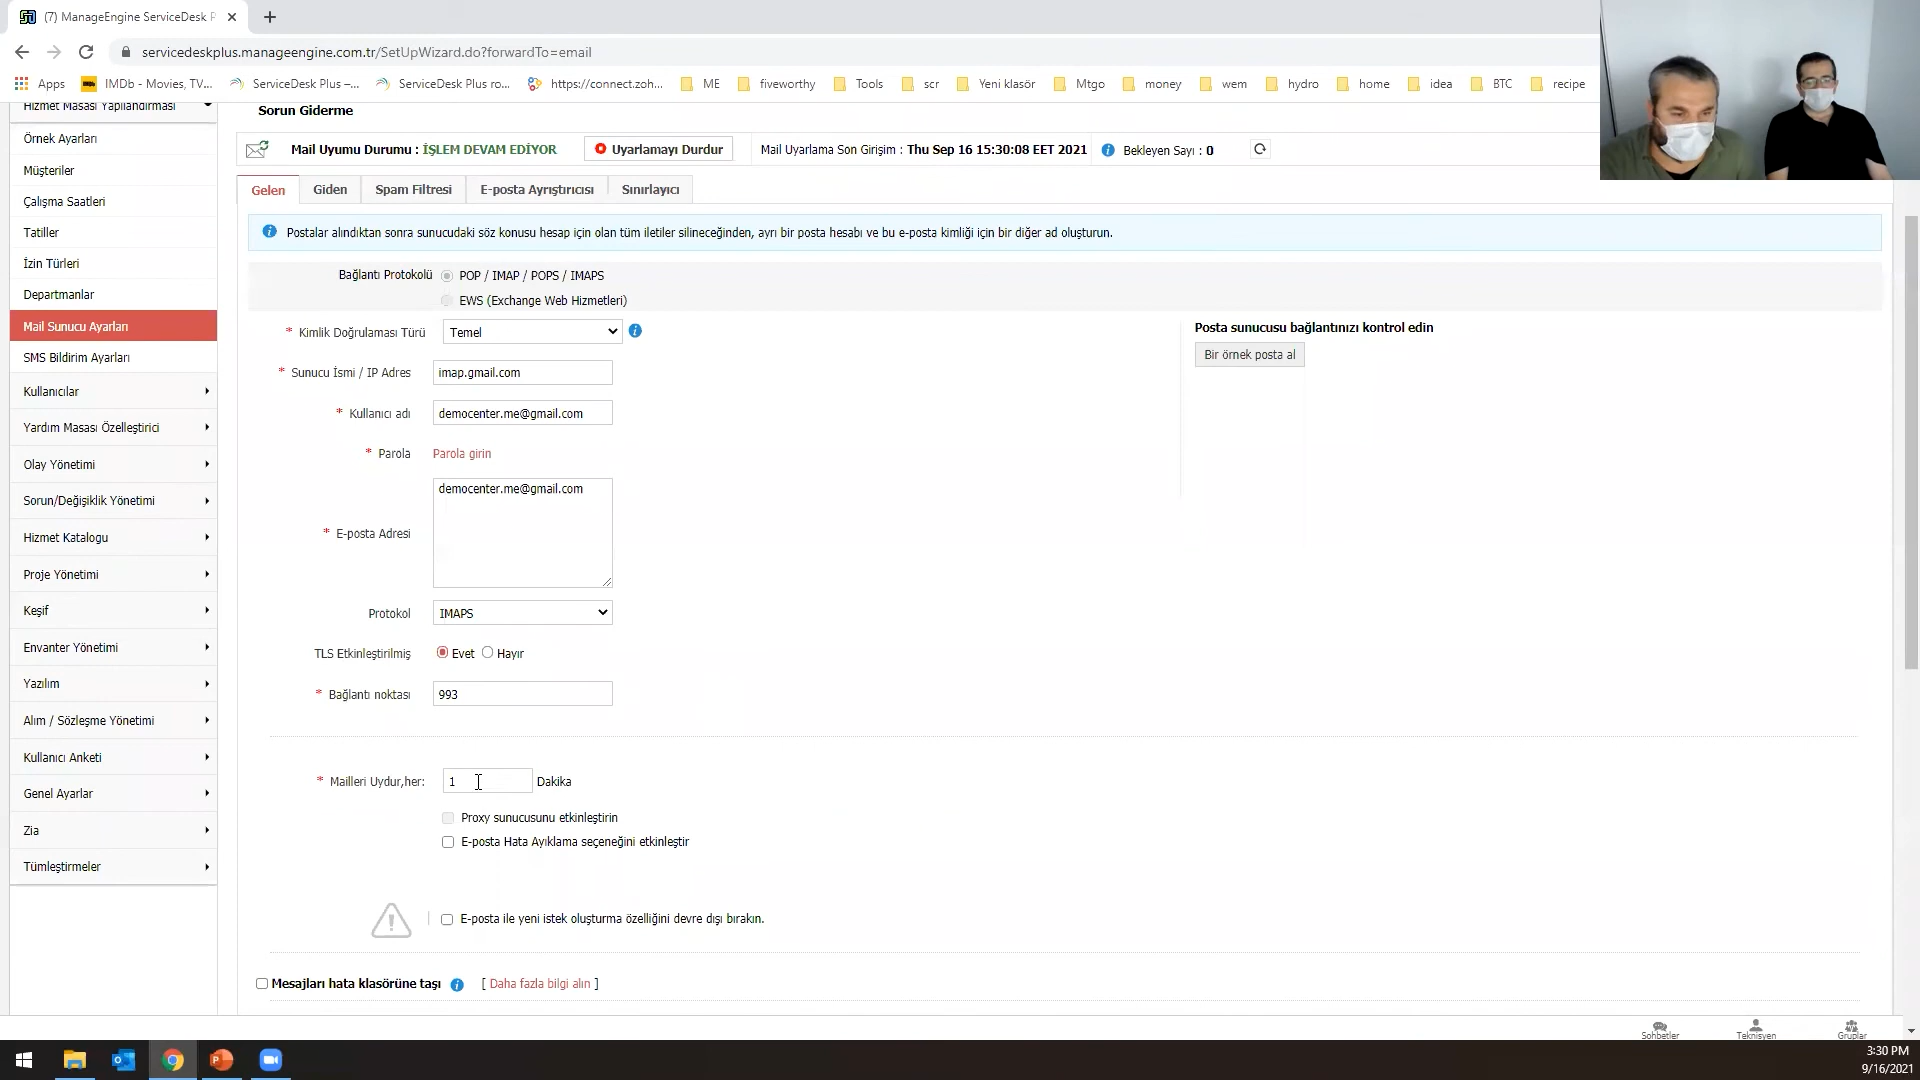 (7) ManageEngine ServiceDesk P
servicedeskplus.manageengine.com.tr/SetUpWizard.do?forwardTo=email
Apps
IMDb - Movies, TV...
ServiceDesk Plus –...
ServiceDesk Plus ro...
https://connect.zoh...
ME
fiveworthy
Tools
scr
Yeni klasör
Mtgo
money
wem
hydro
home
idea
BTC
recipe
Hizmet Masası Yapılandırması
Örnek Ayarları
Müşteriler
Çalışma Saatleri
Tatiller
İzin Türleri
Departmanlar
Mail Sunucu Ayarları
SMS Bildirim Ayarları
Kullanıcılar
Yardım Masası Özelleştirici
Olay Yönetimi
Sorun/Değişiklik Yönetimi
Hizmet Katalogu
Proje Yönetimi
Keşif
Envanter Yönetimi
Yazılım
Alım / Sözleşme Yönetimi
Kullanıcı Anketi
Genel Ayarlar
Zia
Tümleştirmeler
Sorun Giderme
Mail Uyumu Durumu : İŞLEM DEVAM EDİYOR
Uyarlamayı Durdur
Mail Uyarlama Son Girişim : Thu Sep 16 15:30:08 EET 2021
Bekleyen Sayı : 0
Gelen
Giden
Spam Filtresi
E-posta Ayrıştırıcısı
Sınırlayıcı
Postalar alındıktan sonra sunucudaki söz konusu hesap için olan tüm iletiler silineceğinden, ayrı bir posta hesabı ve bu e-posta kimliği için bir diğer ad oluşturun.
Bağlantı Protokolü
POP / IMAP / POPS / IMAPS
EWS (Exchange Web Hizmetleri)
* Kimlik Doğrulaması Türü
Temel
* Sunucu İsmi / IP Adres
imap.gmail.com
* Kullanıcı adı
democenter.me@gmail.com
* Parola
Parola girin
* E-posta Adresi
democenter.me@gmail.com
Protokol
IMAPS
TLS Etkinleştirilmiş
Evet
Hayır
* Bağlantı noktası
993
Posta sunucusu bağlantınızı kontrol edin
Bir örnek posta al
* Mailleri Uydur,her:
1
Dakika
Proxy sunucusunu etkinleştirin
E-posta Hata Ayıklama seçeneğini etkinleştir
E-posta ile yeni istek oluşturma özelliğini devre dışı bırakın.
Mesajları hata klasörüne taşı
[ Daha fazla bilgi alın ]
Sohbetler
Teknisyen
Gruplar
3:30 PM
9/16/2021